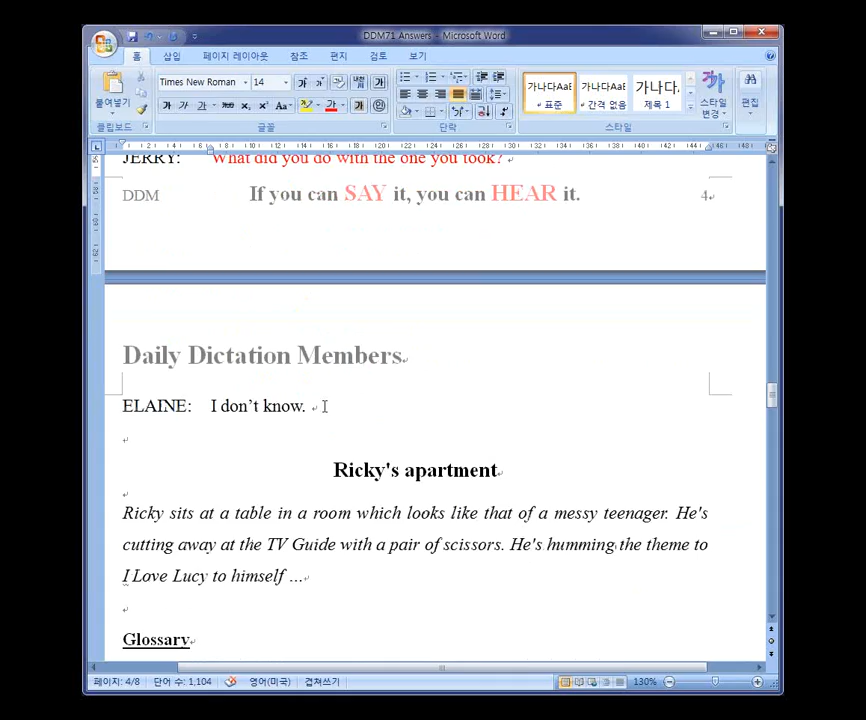 DDM71 Answers - Microsoft Word
홈 삽입 페이지 레이아웃 참조 편지 검토 보기
Times New Roman 14
가나다AaE 가나다AaE 가나다.
붙여넣기 표준 간격 없음 제목 1 스타일 변경 편집
클립보드 글꼴 단락 스타일
JERRY: What did you do with the one you took?
DDM If you can SAY it, you can HEAR it. 4
Daily Dictation Members
ELAINE: I don't know.
Ricky's apartment
Ricky sits at a table in a room which looks like that of a messy teenager. He's
cutting away at the TV Guide with a pair of scissors. He's humming the theme to
I Love Lucy to himself ...
Glossary
페이지: 4/8 단어 수: 1,104 영어(미국) 겹쳐쓰기 130%